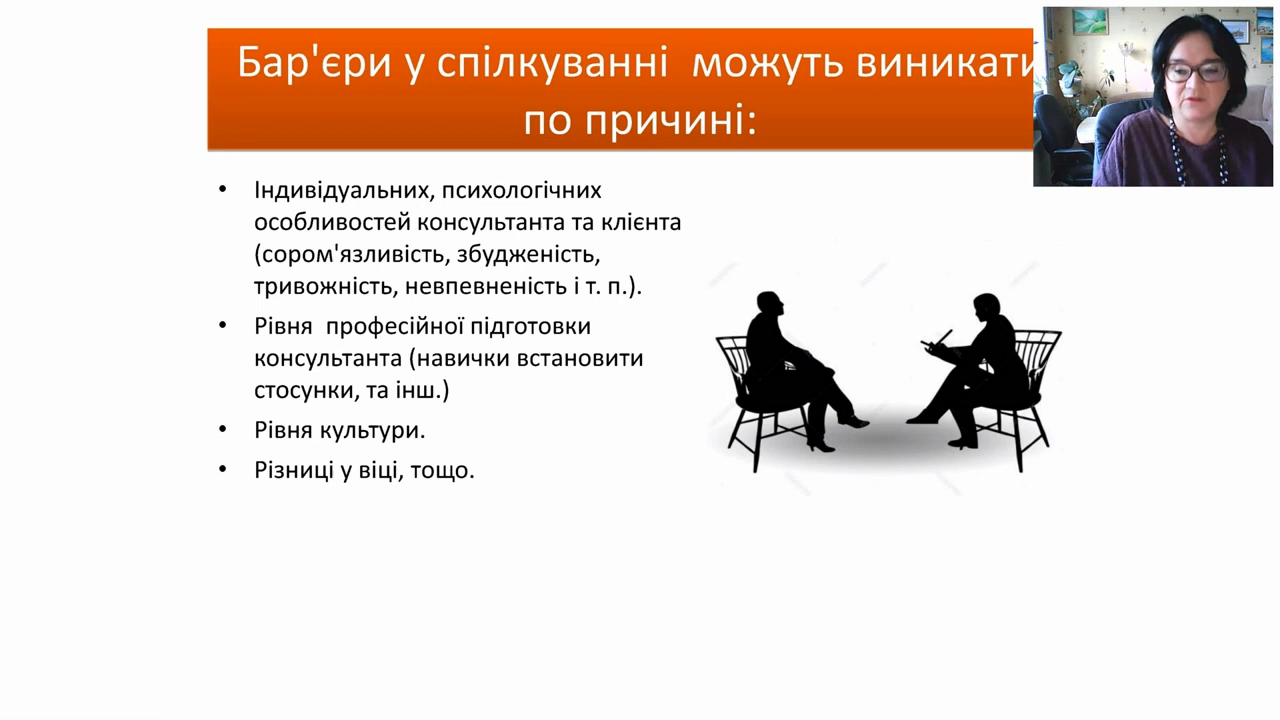 Бар'єри у спілкуванні  можуть виникати
по причині:
• Індивідуальних, психологічних
особливостей консультанта та клієнта
(сором'язливість, збудженість,
тривожність, невпевненість і т. п.).
• Рівня  професійної підготовки
консультанта (навички встановити
стосунки, та інш.)
• Рівня культури.
• Різниці у віці, тощо.